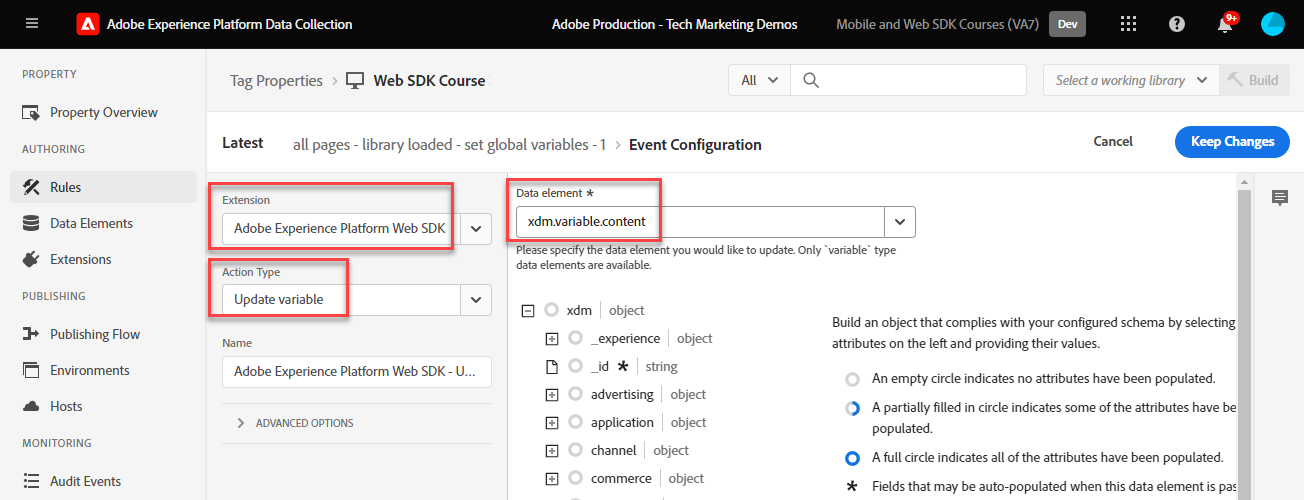 Adobe Experience Platform Data Collection
Adobe Production - Tech Marketing Demos
Mobile and Web SDK Courses (VA7)
Dev
9+
PROPERTY
Property Overview
AUTHORING
Rules
Data Elements
Extensions
PUBLISHING
Publishing Flow
Environments
Hosts
MONITORING
Audit Events
Tag Properties > Web SDK Course
All
Select a working library
Build
Latest
all pages - library loaded - set global variables - 1 > Event Configuration
Cancel
Keep Changes
Extension
Adobe Experience Platform Web SDK
Action Type
Update variable
Name
Adobe Experience Platform Web SDK - U...
ADVANCED OPTIONS
Data element *
xdm.variable.content
Please specify the data element you would like to update. Only `variable` type
data elements are available.
xdm object
_experience object
_id * string
advertising object
application object
channel object
commerce object
Build an object that complies with your configured schema by selecting
attributes on the left and providing their values.
An empty circle indicates no attributes have been populated.
A partially filled in circle indicates some of the attributes have be
populated.
A full circle indicates all of the attributes have been populated.
* Fields that may be auto-populated when this data element is pas